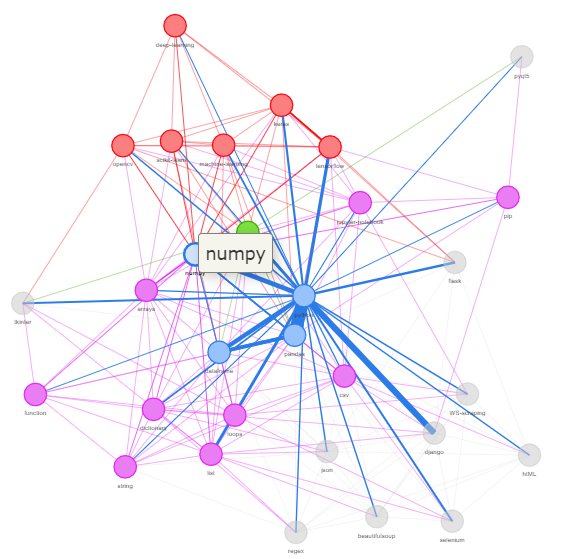 deep-learning
pyqt5
keras
opencv
scikit-learn
machine-learning
tensorflow
jupyter-notebook
pip
numpy
numpy
flask
arrays
tkinter
python
pandas
dataframe
csv
function
WS-scraping
dictionary
loops
django
json
list
html
string
beautifulsoup
selenium
regex